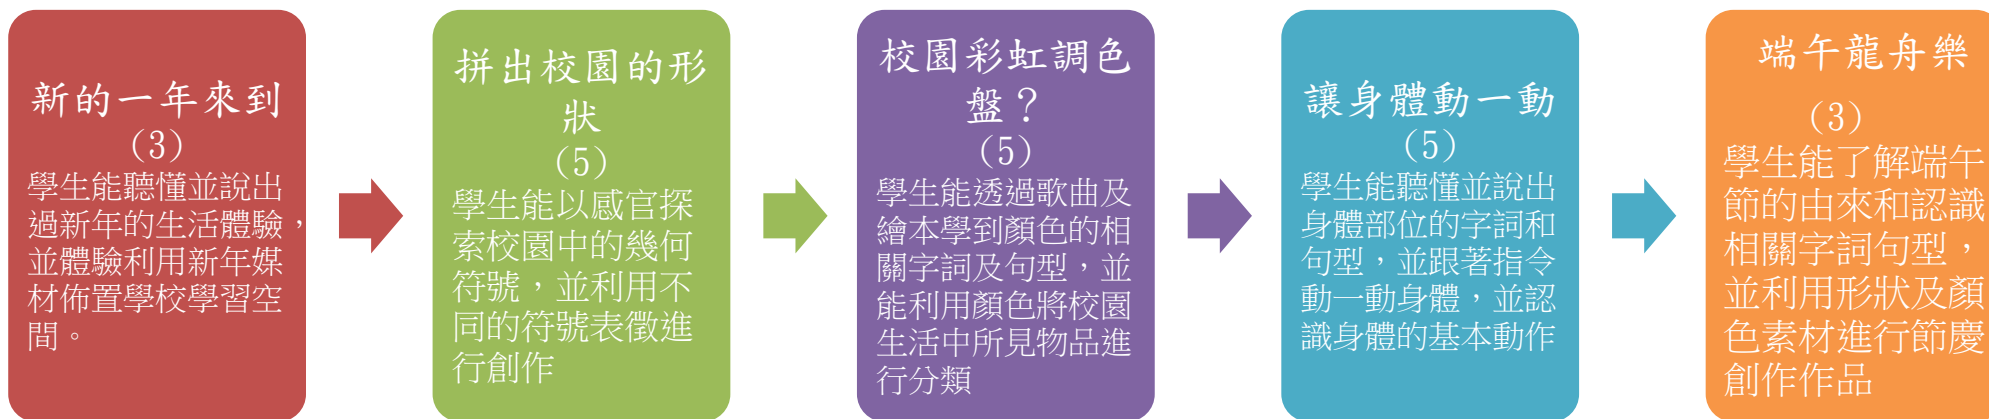 新的一年來到
(3)
學生能聽懂並說出
過新年的生活體驗，
並體驗利用新年媒
材佈置學校學習空
間。
拼出校園的形
狀
(5)
學生能以感官探
索校園中的幾何
符號，並利用不
同的符號表徵進
行創作
校園彩虹調色
盤？
(5)
學生能透過歌曲及
繪本學到顏色的相
關字詞及句型，並
能利用顏色將校園
生活中所見物品進
行分類
讓身體動一動
(5)
學生能聽懂並說出
身體部位的字詞和
句型，並跟著指令
動一動身體，並認
識身體的基本動作
端午龍舟樂
(3)
學生能了解端午
節的由來和認識
相關字詞句型，
並利用形狀及顏
色素材進行節慶
創作作品